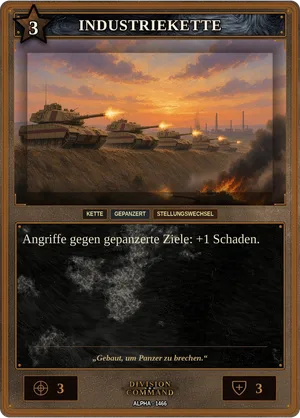 3
INDUSTRIEKETTE
KETTE
GEPANZERT
STELLUNGSWECHSEL
Angriffe gegen gepanzerte Ziele: +1 Schaden.
„Gebaut, um Panzer zu brechen.“
3
DIVISION
COMMAND
ALPHA - 1466
3